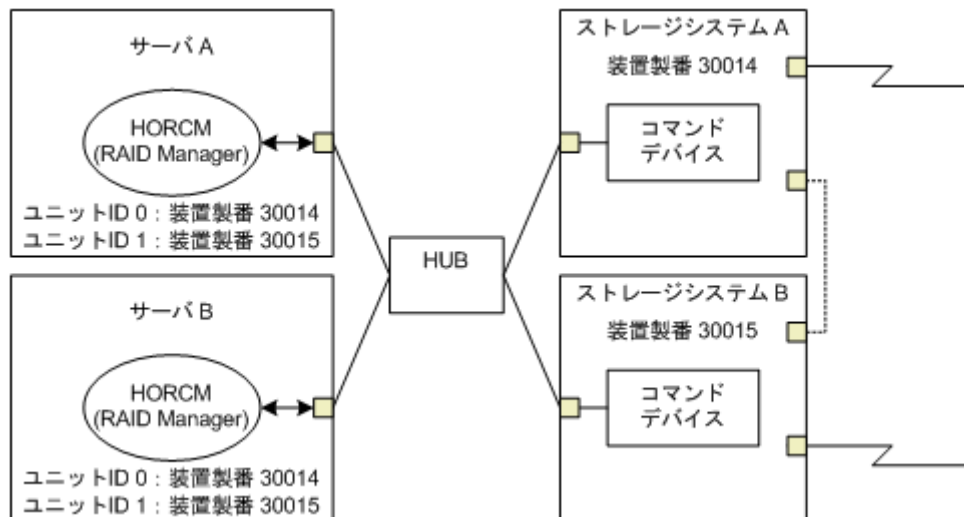 サーバ A
HORCM
(RAID Manager)
ユニットID 0：装置製番 30014
ユニットID 1：装置製番 30015
サーバ B
HORCM
(RAID Manager)
ユニットID 0：装置製番 30014
ユニットID 1：装置製番 30015
HUB
ストレージシステム A
装置製番 30014
コマンド
デバイス
ストレージシステム B
装置製番 30015
コマンド
デバイス